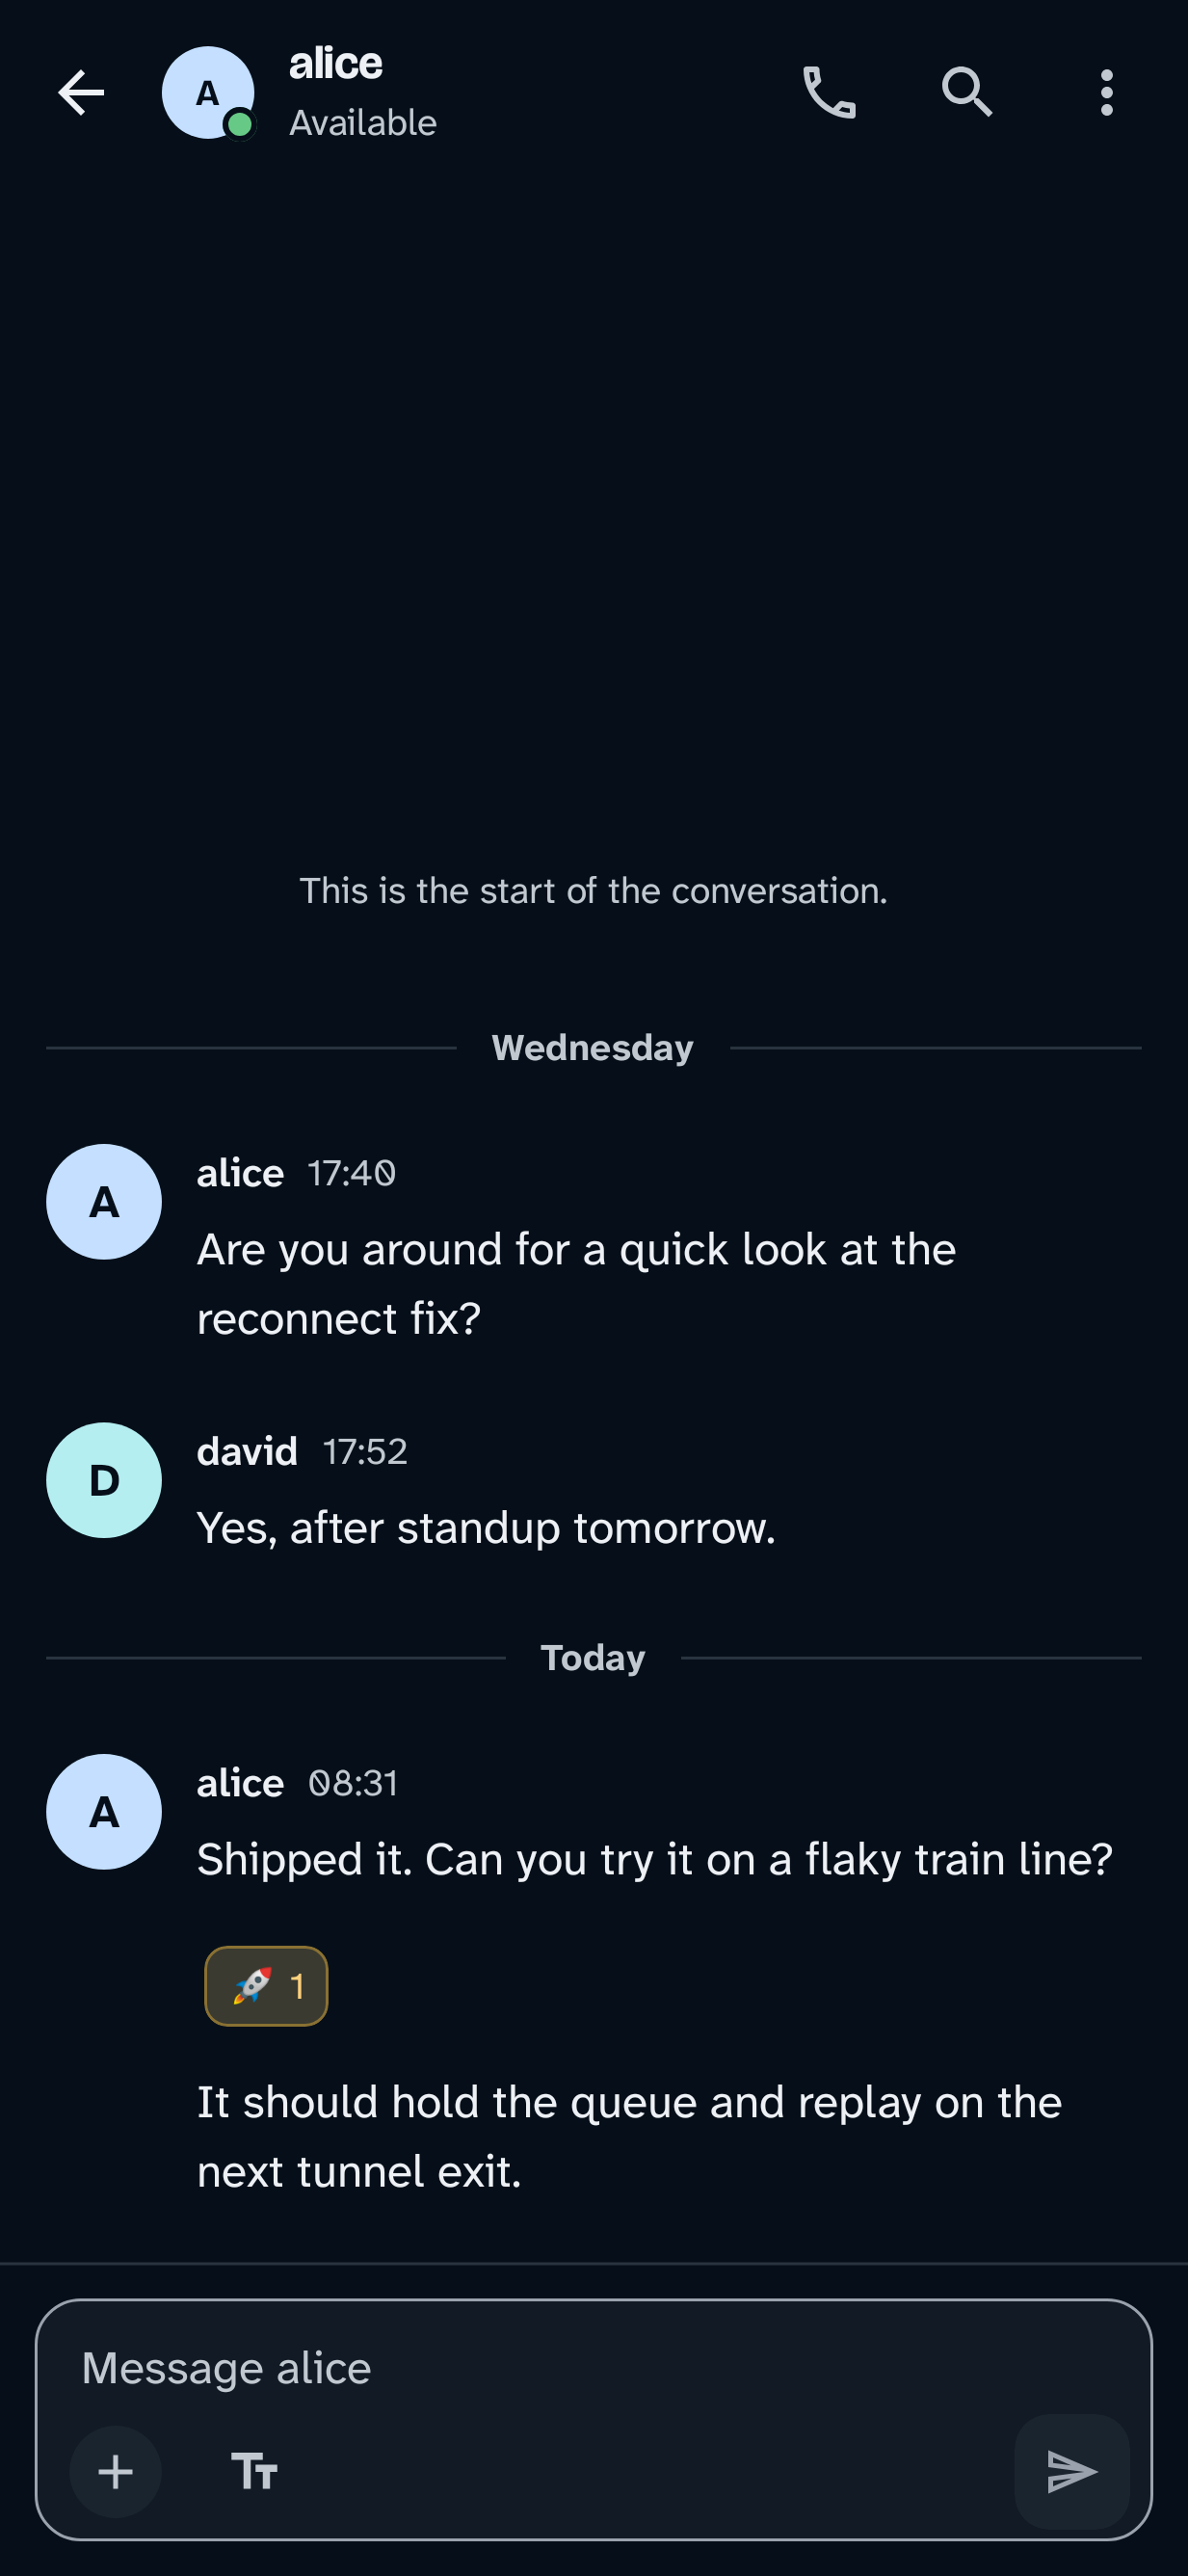 A
alice
Available
This is the start of the conversation.
Wednesday
A
alice 17:40
Are you around for a quick look at the
reconnect fix?
D
david 17:52
Yes, after standup tomorrow.
Today
A
alice 08:31
Shipped it. Can you try it on a flaky train line?
🚀 1
It should hold the queue and replay on the
next tunnel exit.
Message alice
TT